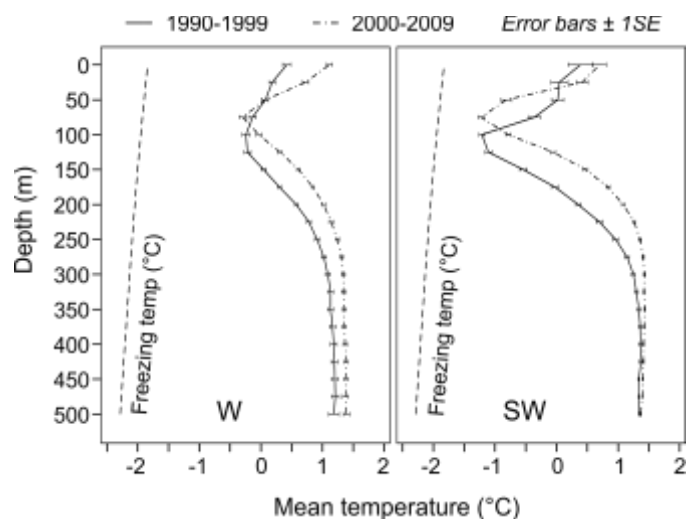 1990-1999 2000-2009 Error bars ± 1SE
Depth (m)
0
50
100
150
200
250
300
350
400
450
500
Freezing temp (°C)
W
Freezing temp (°C)
SW
-2 -1 0 1 2 -2 -1 0 1 2
Mean temperature (°C)